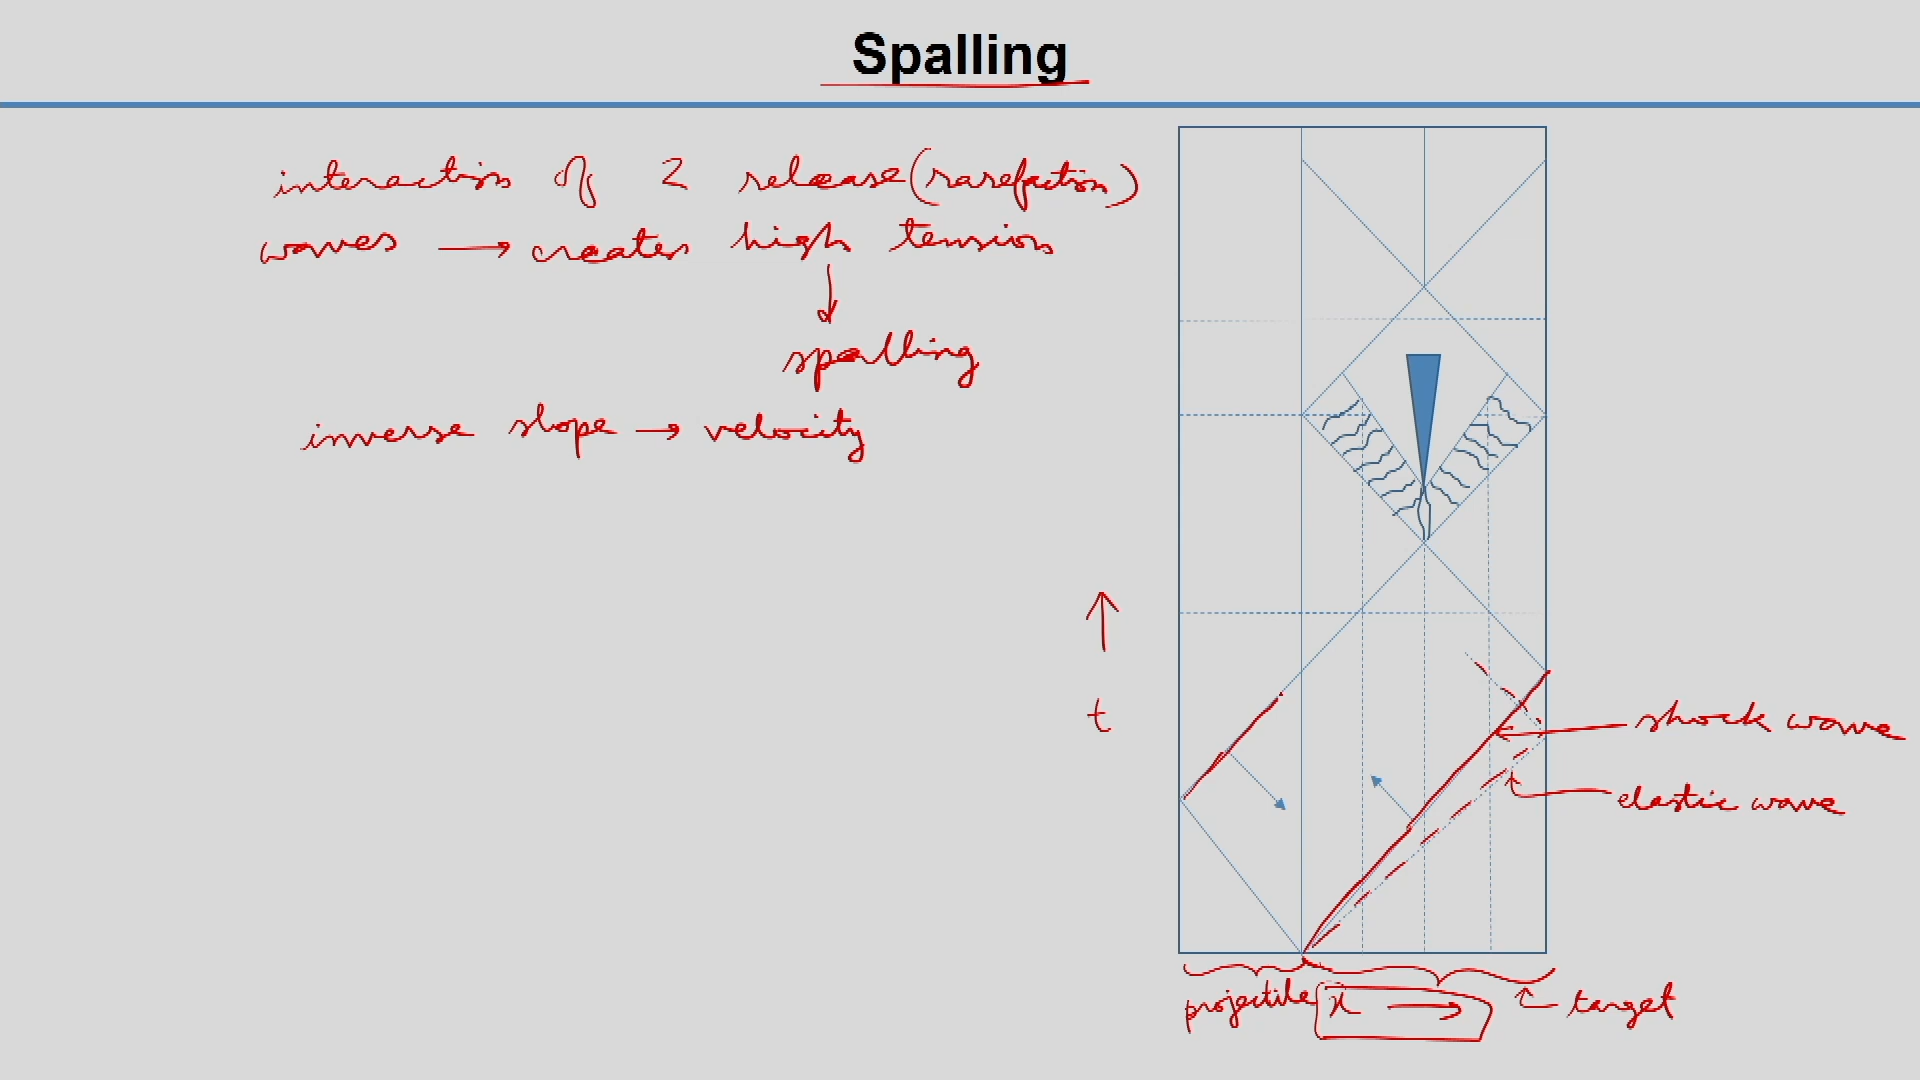 Spalling
interaction of 2 release (rarefaction)
waves → creates high tension
↓
spalling
inverse slope → velocity
↑
t
shock wave
elastic wave
projectile x → target